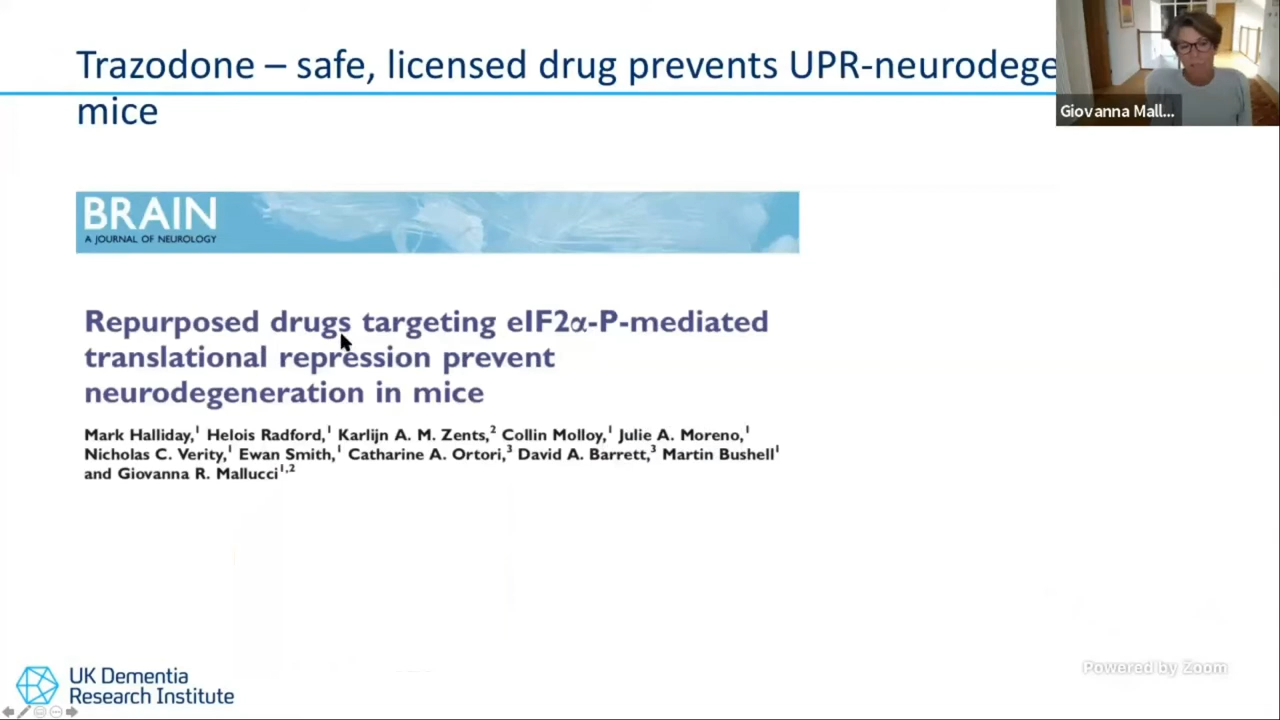 Trazodone – safe, licensed drug prevents UPR-neurodege
mice
Giovanna Mall...
BRAIN
A JOURNAL OF NEUROLOGY
Repurposed drugs targeting eIF2α-P-mediated
translational repression prevent
neurodegeneration in mice
Mark Halliday,¹ Helois Radford,¹ Karlijn A. M. Zents,² Collin Molloy,¹ Julie A. Moreno,¹
Nicholas C. Verity,¹ Ewan Smith,¹ Catharine A. Ortori,³ David A. Barrett,³ Martin Bushell¹
and Giovanna R. Mallucci¹,²
UK Dementia
Research Institute
Powered by Zoom